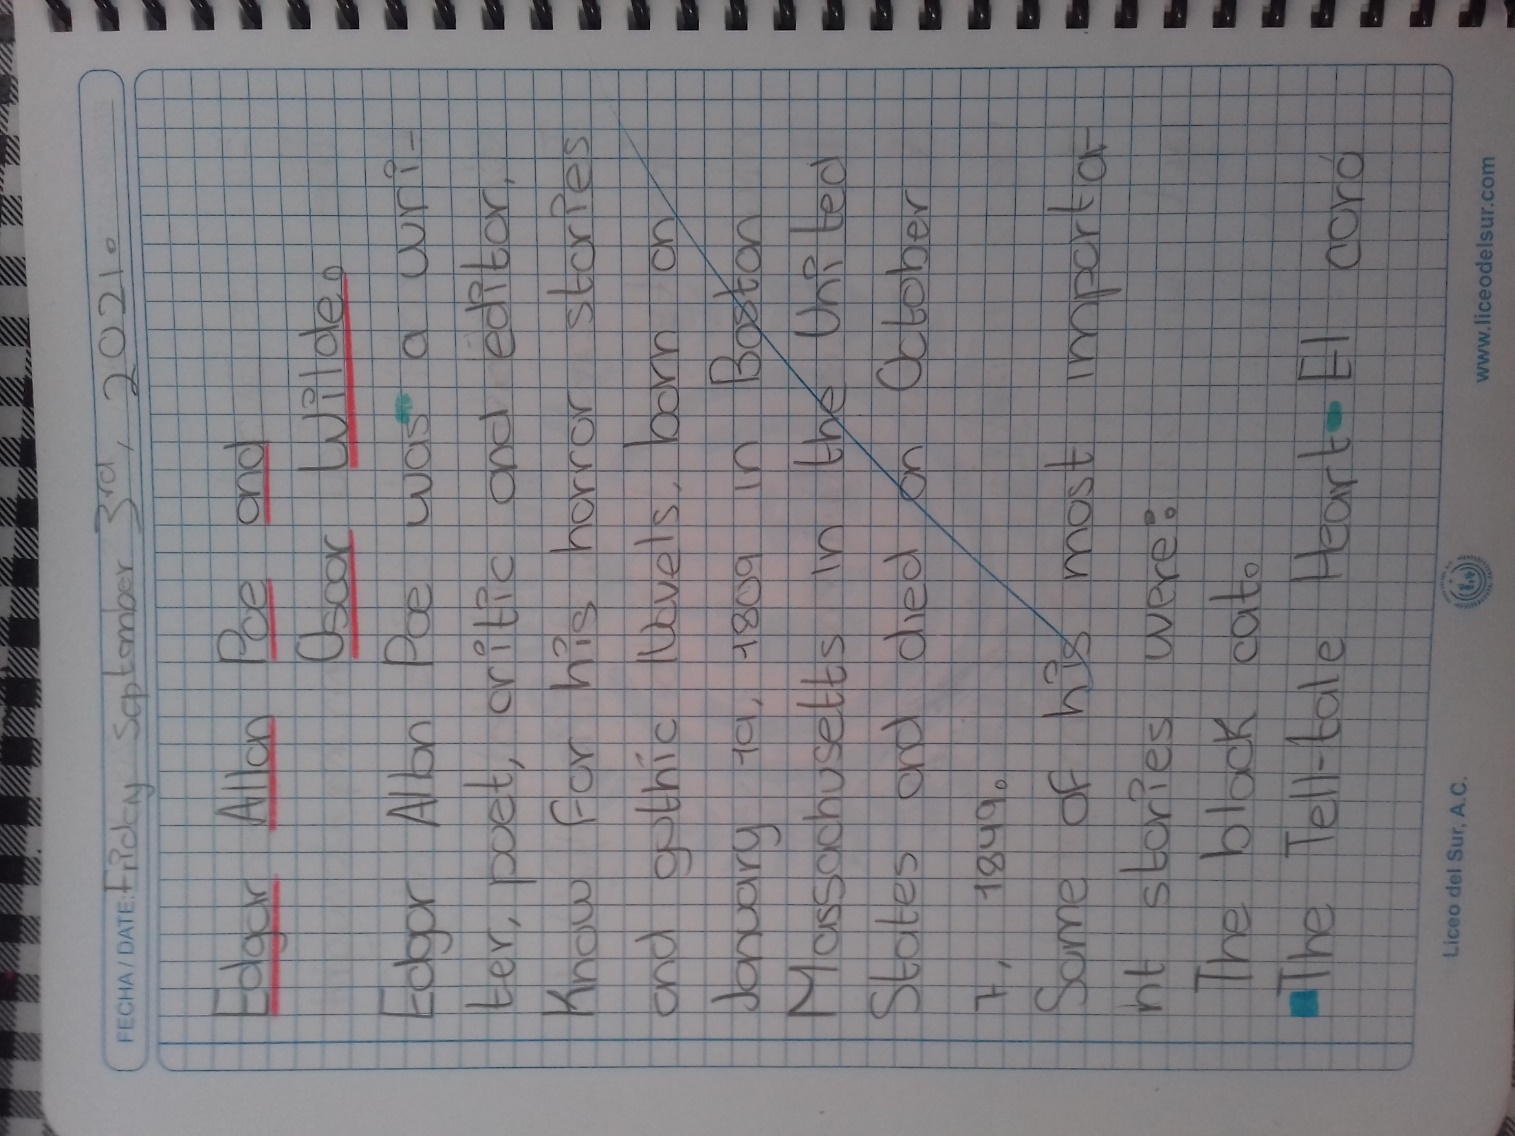 FECHA / DATE: Friday September 3rd, 2021.
Edgar Allan Poe and
Oscar Wilde.
Edgar Allan Poe was a wri-
ter, poet, critic and editor,
Know for his horror stories
and gothic Novels, born on
January 19, 1809 in Boston
Massachusetts in the United
States and died on October
7, 1849.
Some of his most importa-
nt stories were:
The black cat.
The Tell-tale Heart- El cora
Liceo del Sur, A.C. www.liceodelsur.com